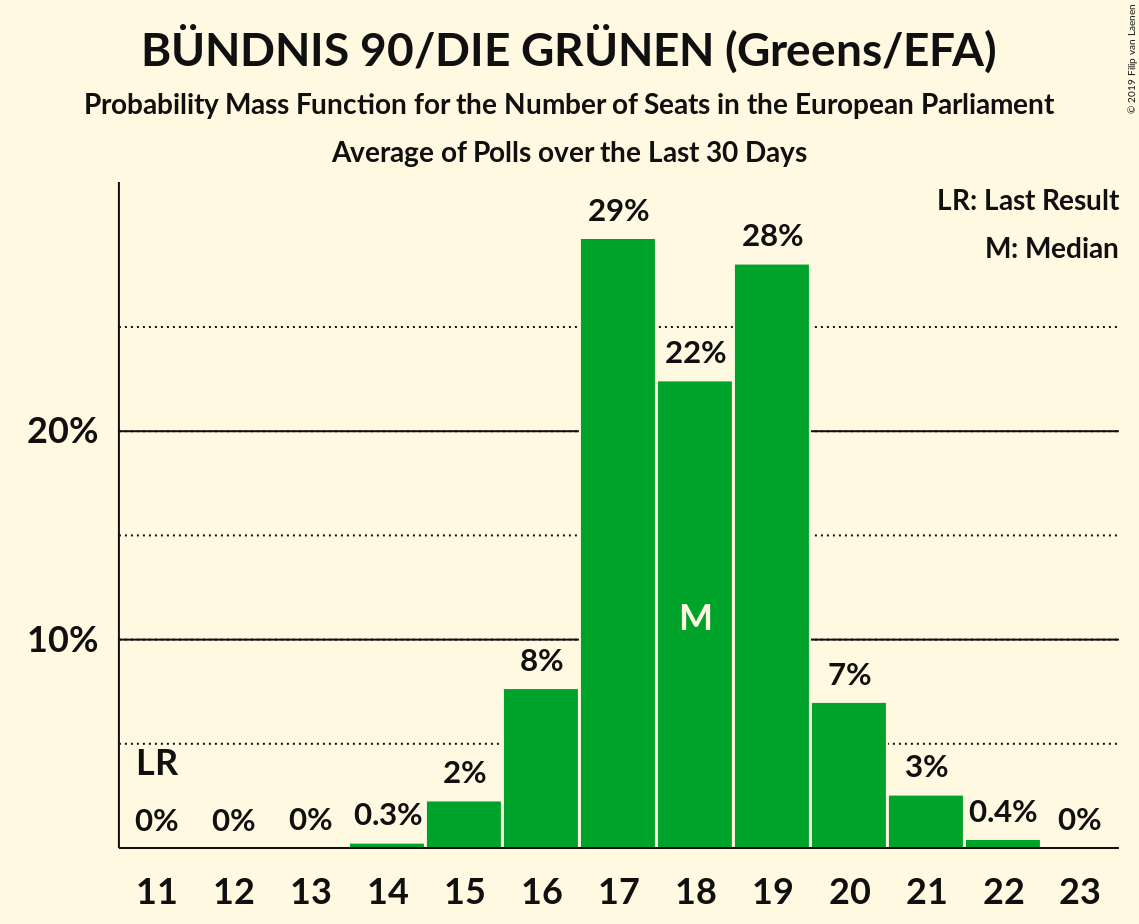 BÜNDNIS 90/DIE GRÜNEN (Greens/EFA)
Probability Mass Function for the Number of Seats in the European Parliament
Average of Polls over the Last 30 Days
© 2019 Filip van Laenen
LR: Last Result
M: Median
29%
28%
22%
20%
M
10%
8%
7%
LR
2%
3%
0%
0%
0%
0.3%
0.4%
0%
11 12 13 14 15 16 17 18 19 20 21 22 23